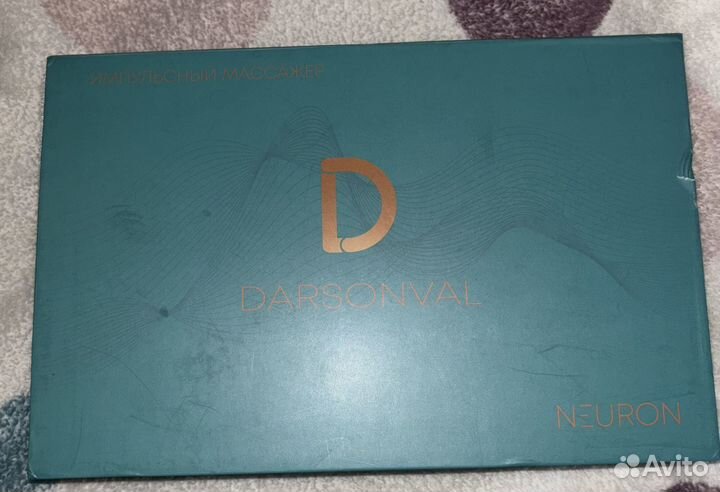 ИМПУЛЬСНЫЙ МАССАЖЕР
D
DARSONVAL
NEURON
Avito